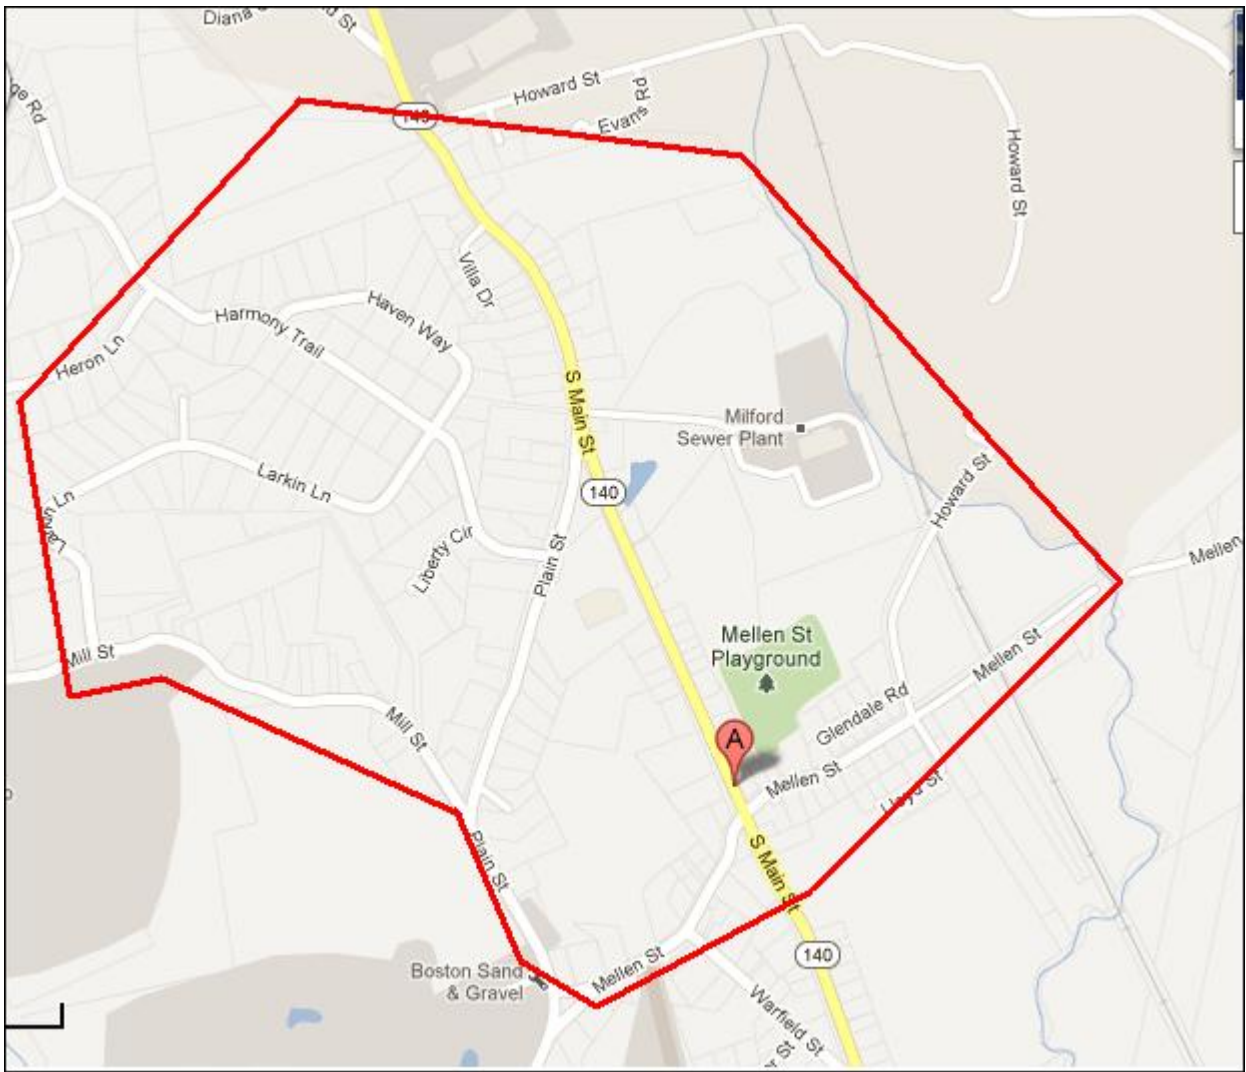 Diana
St
ge Rd
140
Howard St
Evans Rd
Howard St
Villa Dr
Haven Way
Harmony Trail
Heron Ln
S Main St
Milford
Sewer Plant
Larkin Ln
Larkin Ln
140
Howard St
Liberty Cir
Plain St
Mellen
Mellen St
Playground
Mellen St
Mill St
Glendale Rd
Mill St
A
Mellen St
Lloyd St
Plain St
S Main St
140
Boston Sand
& Gravel
Mellen St
Warfield St
St